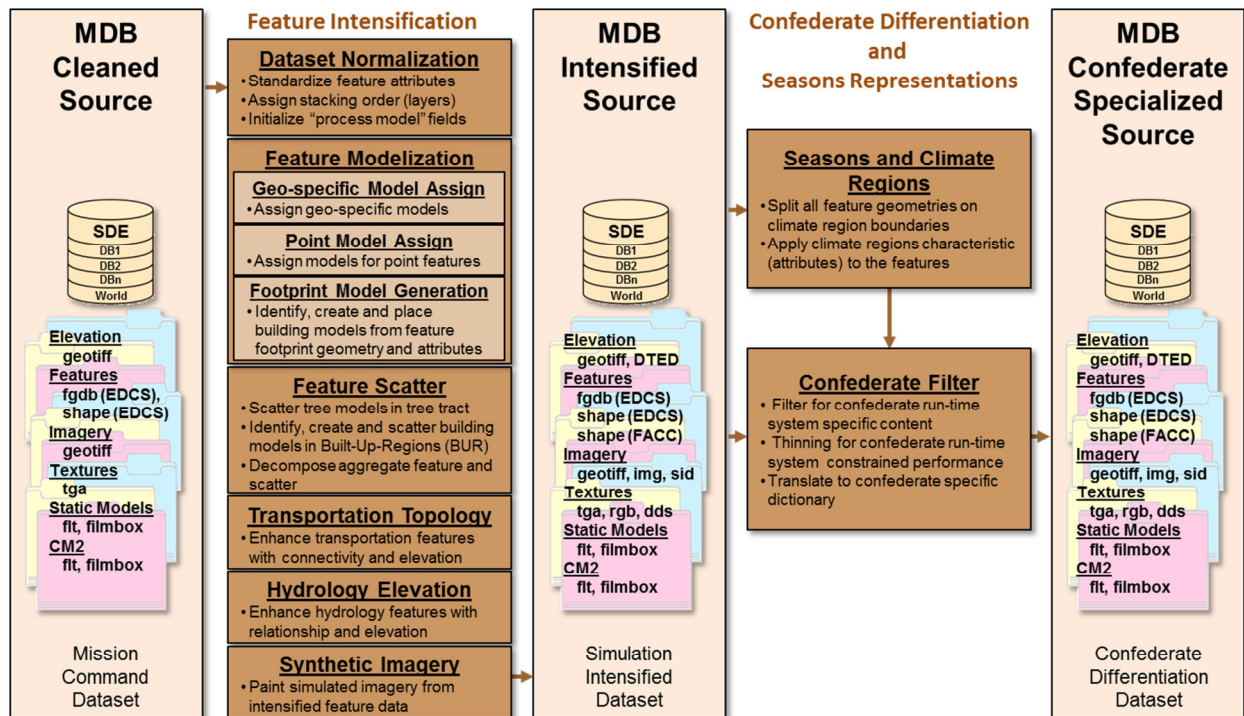 MDB
Cleaned
Source
SDE
DB1
DB2
DBn
World
Elevation
geotiff
Features
fgdb (EDCS),
shape (EDCS)
Imagery
geotiff
Textures
tga
Static Models
flt, filmbox
CM2
flt, filmbox
Mission
Command
Dataset
Feature Intensification
Dataset Normalization
• Standardize feature attributes
• Assign stacking order (layers)
• Initialize “process model” fields
Feature Modelization
Geo-specific Model Assign
• Assign geo-specific models
Point Model Assign
• Assign models for point features
Footprint Model Generation
• Identify, create and place
building models from feature
footprint geometry and attributes
Feature Scatter
• Scatter tree models in tree tract
• Identify, create and scatter building
models in Built-Up-Regions (BUR)
• Decompose aggregate feature and
scatter
Transportation Topology
• Enhance transportation features
with connectivity and elevation
Hydrology Elevation
• Enhance hydrology features with
relationship and elevation
Synthetic Imagery
• Paint simulated imagery from
intensified feature data
MDB
Intensified
Source
SDE
DB1
DB2
DBn
World
Elevation
geotiff, DTED
Features
fgdb (EDCS)
shape (EDCS)
shape (FACC)
Imagery
geotiff, img, sid
Textures
tga, rgb, dds
Static Models
flt, filmbox
CM2
flt, filmbox
Simulation
Intensified
Dataset
Confederate Differentiation
and
Seasons Representations
Seasons and Climate
Regions
• Split all feature geometries on
climate region boundaries
• Apply climate regions characteristic
(attributes) to the features
Confederate Filter
• Filter for confederate run-time
system specific content
• Thinning for confederate run-time
system constrained performance
• Translate to confederate specific
dictionary
MDB
Confederate
Specialized
Source
SDE
DB1
DB2
DBn
World
Elevation
geotiff, DTED
Features
fgdb (EDCS)
shape (EDCS)
shape (FACC)
Imagery
geotiff, img, sid
Textures
tga, rgb, dds
Static Models
flt, filmbox
CM2
flt, filmbox
Confederate
Differentiation
Dataset